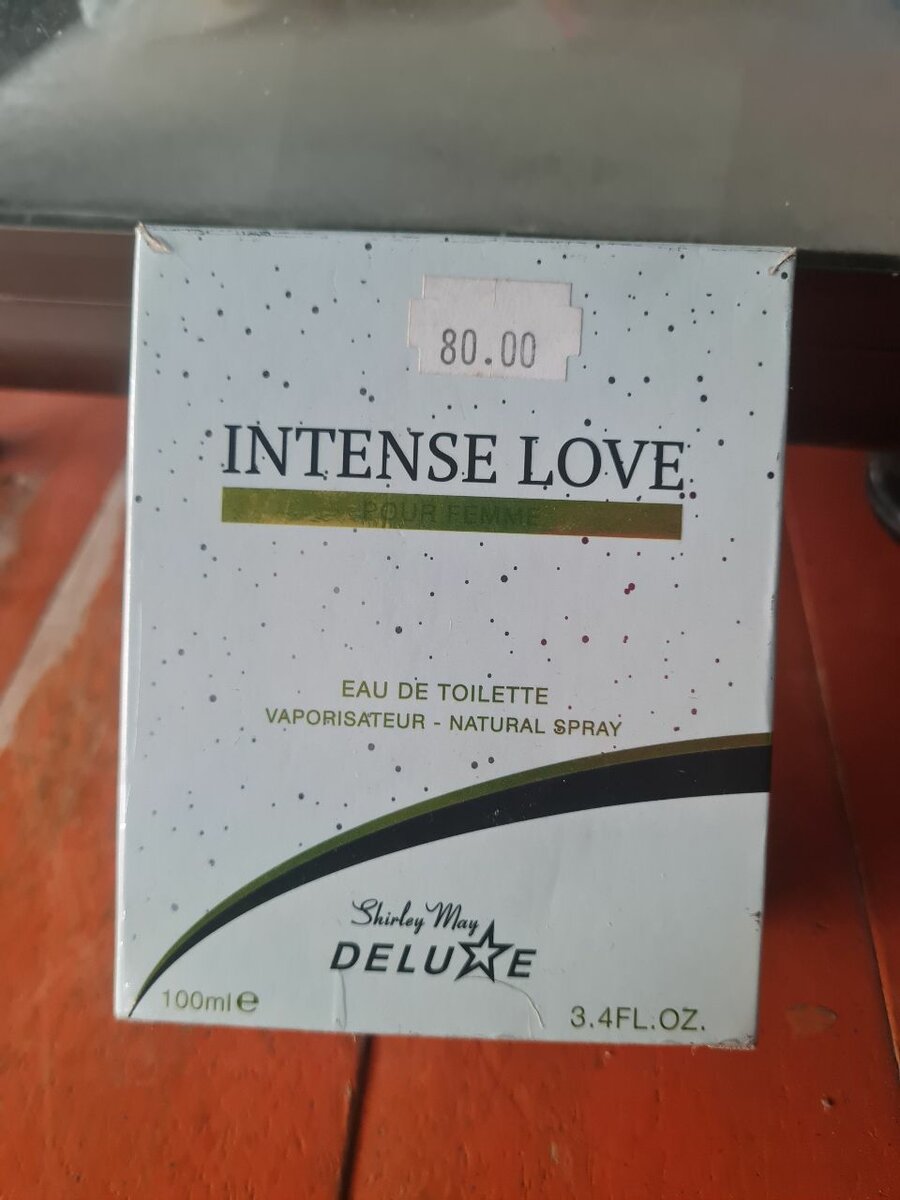 80.00
INTENSE LOVE
POUR FEMME
EAU DE TOILETTE
VAPORISATEUR - NATURAL SPRAY
Shirley May
DELUXE
100ml e
3.4FL.OZ.